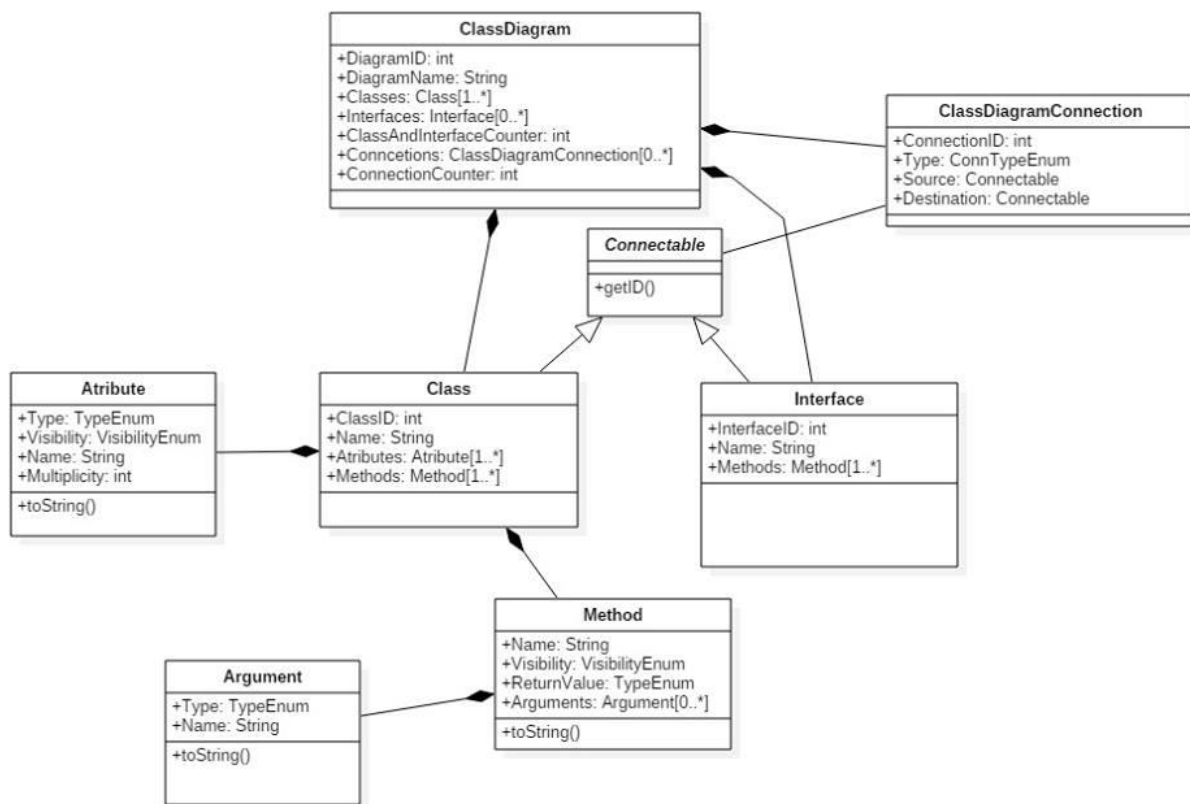 ClassDiagram
+DiagramID: int
+DiagramName: String
+Classes: Class[1..*]
+Interfaces: Interface[0..*]
+ClassAndInterfaceCounter: int
+Conncetions: ClassDiagramConnection[0..*]
+ConnectionCounter: int
ClassDiagramConnection
+ConnectionID: int
+Type: ConnTypeEnum
+Source: Connectable
+Destination: Connectable
Connectable
+getID()
Atribute
+Type: TypeEnum
+Visibility: VisibilityEnum
+Name: String
+Multiplicity: int
+toString()
Class
+ClassID: int
+Name: String
+Atributes: Atribute[1..*]
+Methods: Method[1..*]
Interface
+InterfaceID: int
+Name: String
+Methods: Method[1..*]
Method
+Name: String
+Visibility: VisibilityEnum
+ReturnValue: TypeEnum
+Arguments: Argument[0..*]
+toString()
Argument
+Type: TypeEnum
+Name: String
+toString()